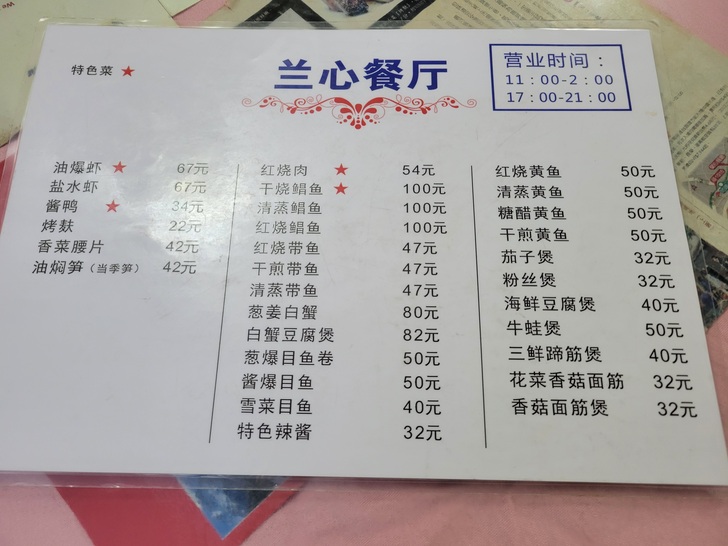 特色菜 ★
兰心餐厅
营业时间：
11：00-2：00
17：00-21：00
油爆虾 ★ 67元
盐水虾 67元
酱鸭 ★ 34元
烤麸 22元
香菜腰片 42元
油焖笋（当季笋） 42元
红烧肉 ★ 54元
干烧鲳鱼 ★ 100元
清蒸鲳鱼 100元
红烧鲳鱼 100元
红烧带鱼 47元
干煎带鱼 47元
清蒸带鱼 47元
葱姜白蟹 80元
白蟹豆腐煲 82元
葱爆目鱼卷 50元
酱爆目鱼 50元
雪菜目鱼 40元
特色辣酱 32元
红烧黄鱼 50元
清蒸黄鱼 50元
糖醋黄鱼 50元
干煎黄鱼 50元
茄子煲 32元
粉丝煲 32元
海鲜豆腐煲 40元
牛蛙煲 50元
三鲜蹄筋煲 40元
花菜香菇面筋 32元
香菇面筋煲 32元